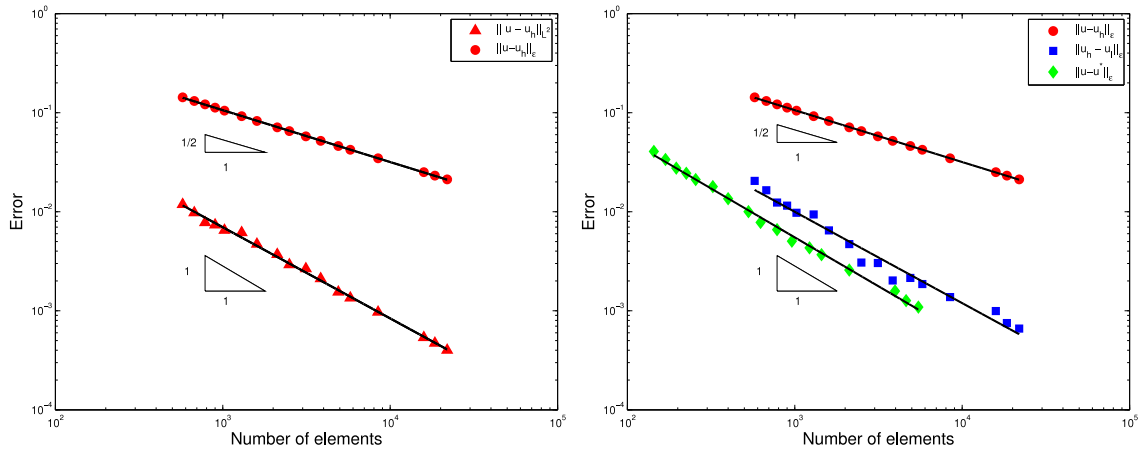 10^0
10^-1
10^-2
10^-3
10^-4
Error
10^2
10^3
10^4
10^5
Number of elements
|| u − u_h||_L^2
||u−u_h||_ε
1/2
1
1
1
10^0
10^-1
10^-2
10^-3
10^-4
Error
10^2
10^3
10^4
10^5
Number of elements
||u−u_h||_ε
||u_h − u_I||_ε
||u−u^*||_ε
1/2
1
1
1